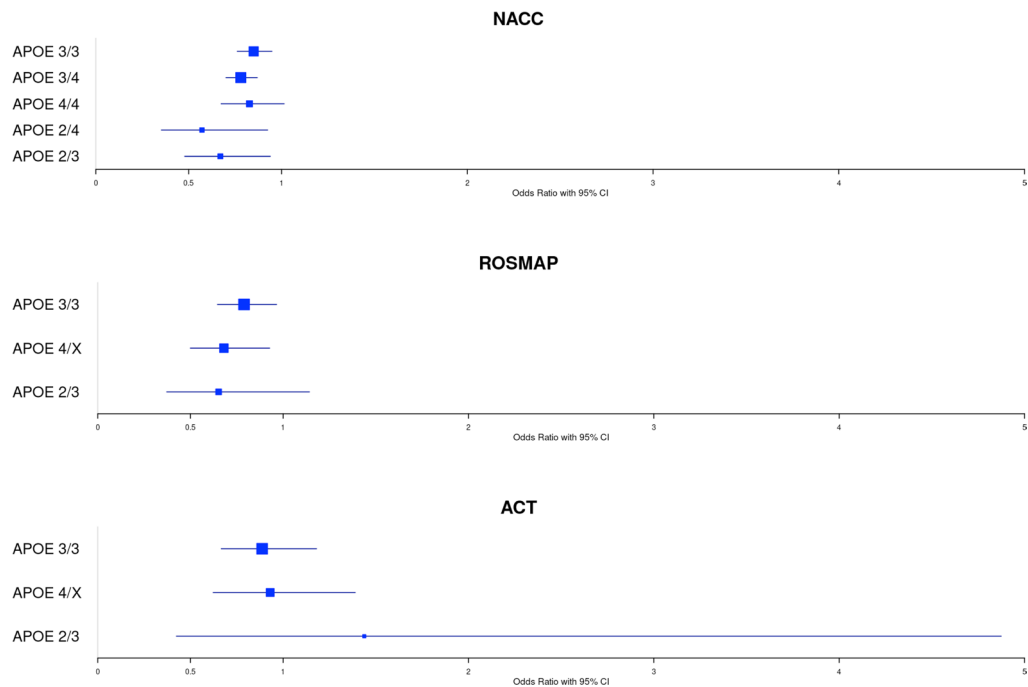 NACC
APOE 3/3
APOE 3/4
APOE 4/4
APOE 2/4
APOE 2/3
0 0.5 1 2 3 4 5
Odds Ratio with 95% CI
ROSMAP
APOE 3/3
APOE 4/X
APOE 2/3
0 0.5 1 2 3 4 5
Odds Ratio with 95% CI
ACT
APOE 3/3
APOE 4/X
APOE 2/3
0 0.5 1 2 3 4 5
Odds Ratio with 95% CI